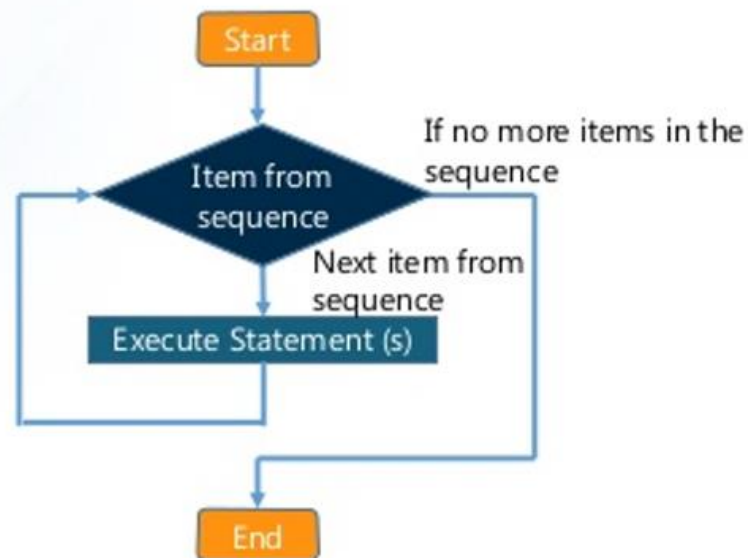 Start
If no more items in the
sequence
Item from
sequence
Next item from
sequence
Execute Statement (s)
End